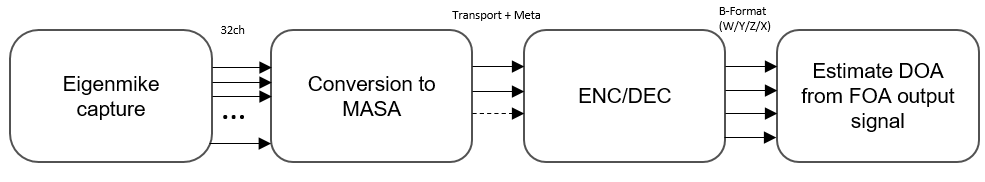 32ch
Transport + Meta
B-Format
(W/Y/Z/X)
Eigenmike
capture
...
Conversion to
MASA
ENC/DEC
Estimate DOA
from FOA output
signal